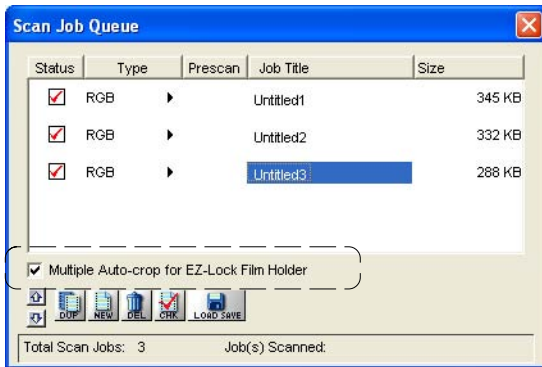 Scan Job Queue
Status Type Prescan Job Title Size
RGB Untitled1 345 KB
RGB Untitled2 332 KB
RGB Untitled3 288 KB
Multiple Auto-crop for EZ-Lock Film Holder
DUP NEW DEL CHK LOAD SAVE
Total Scan Jobs: 3 Job(s) Scanned: